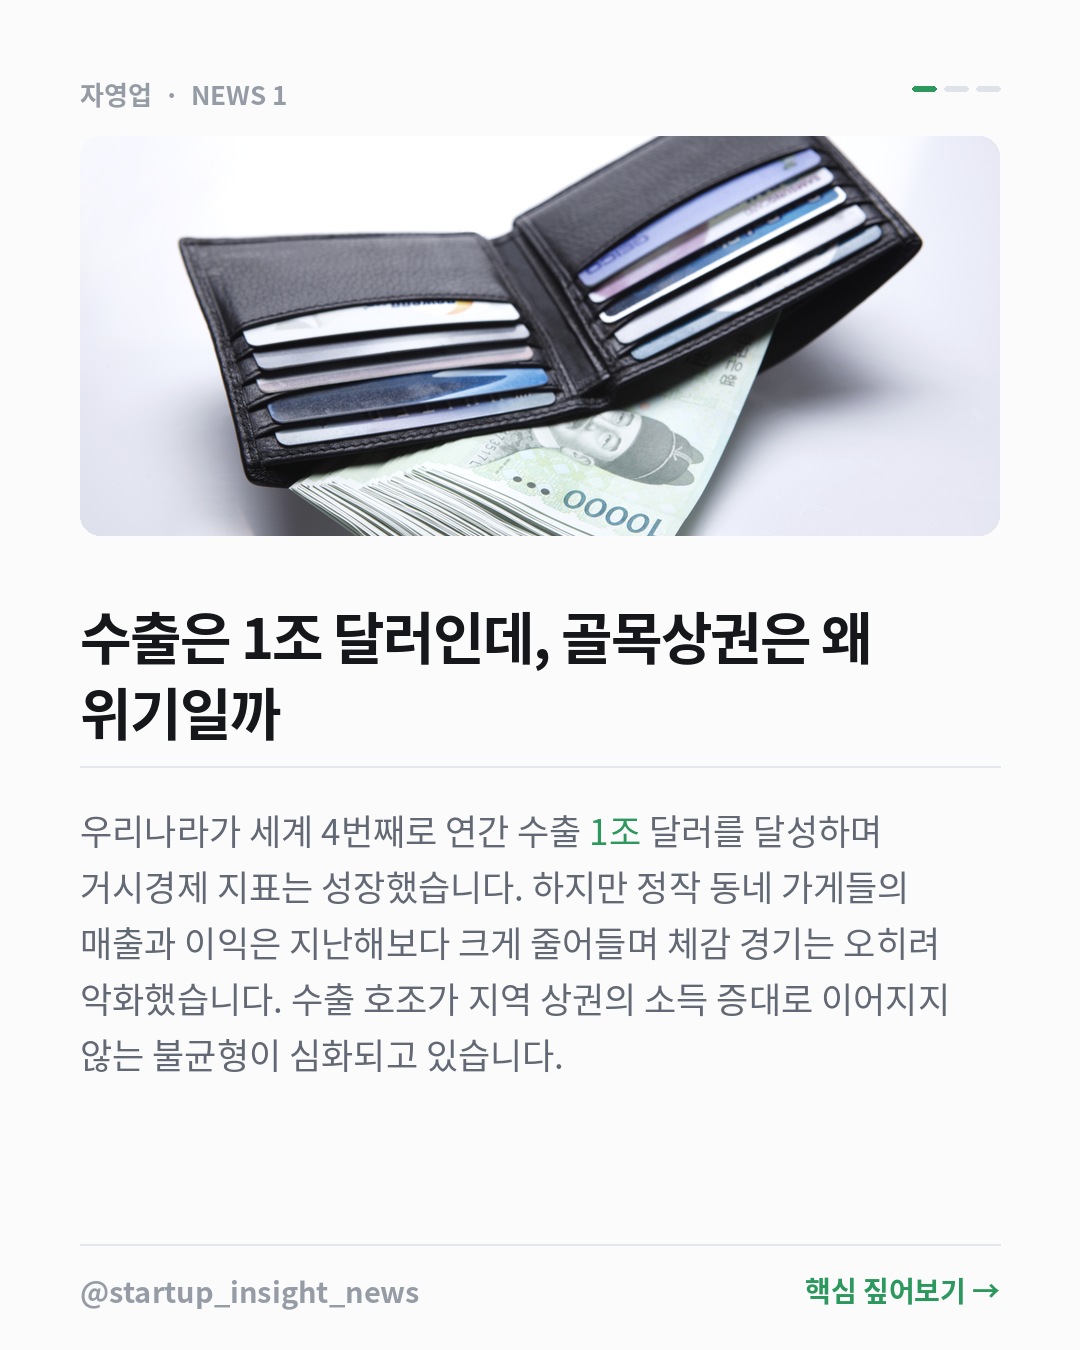 자영업 · NEWS 1
SAMSUNG CARD
10000
수출은 1조 달러인데, 골목상권은 왜
위기일까
우리나라가 세계 4번째로 연간 수출 1조 달러를 달성하며
거시경제 지표는 성장했습니다. 하지만 정작 동네 가게들의
매출과 이익은 지난해보다 크게 줄어들며 체감 경기는 오히려
악화했습니다. 수출 호조가 지역 상권의 소득 증대로 이어지지
않는 불균형이 심화되고 있습니다.
@startup_insight_news
핵심 짚어보기 →